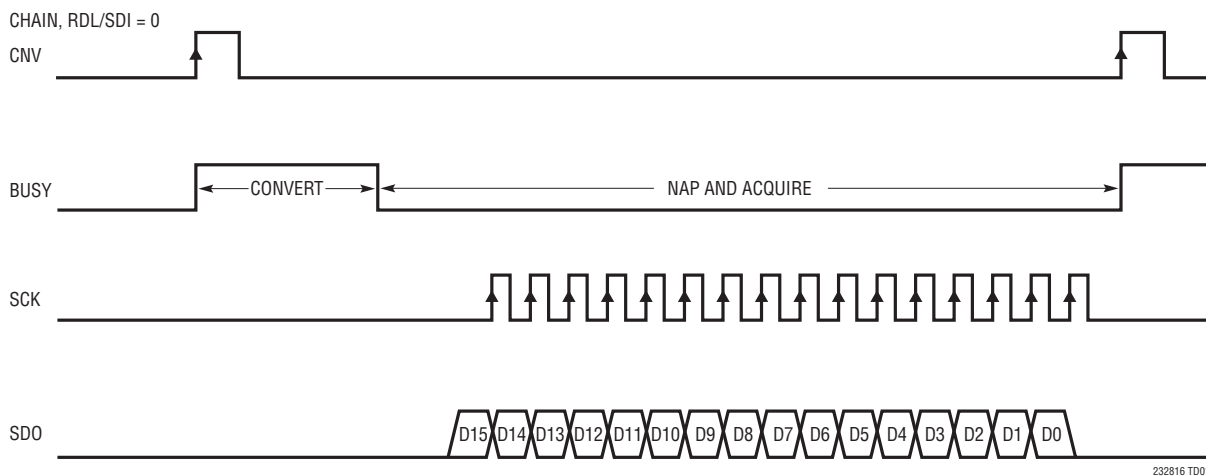 CHAIN, RDL/SDI = 0
CNV
BUSY
CONVERT
NAP AND ACQUIRE
SCK
SDO
D15 D14 D13 D12 D11 D10 D9 D8 D7 D6 D5 D4 D3 D2 D1 D0
232816 TD01